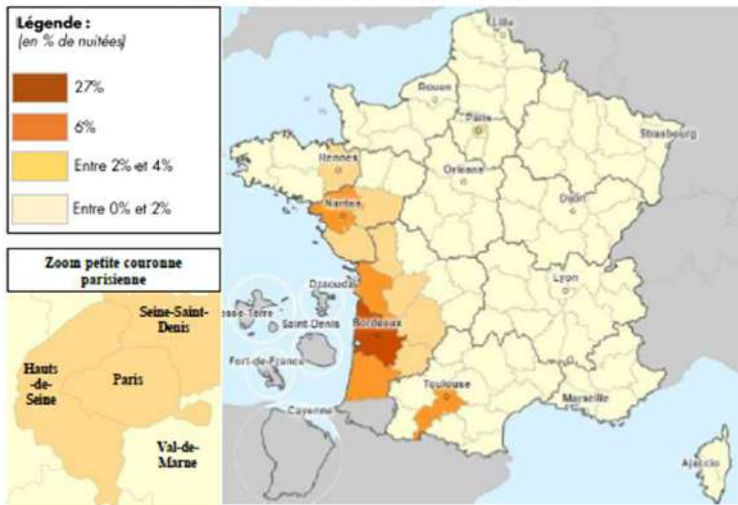 Légende :
(en % de nuitées)
27%
6%
Entre 2% et 4%
Entre 0% et 2%
Zoom petite couronne
parisienne
Seine-Saint-
Denis
Hauts
-de-
Seine
Paris
Val-de-
Marne
Lille
Rouen
Paris
Strasbourg
Rennes
Orléans
Nantes
Dijon
Dzaoudzi
sse-Terre
Saint-Denis
Lyon
Bordeaux
Fort-de-France
Toulouse
Marseille
Cayenne
Ajaccio